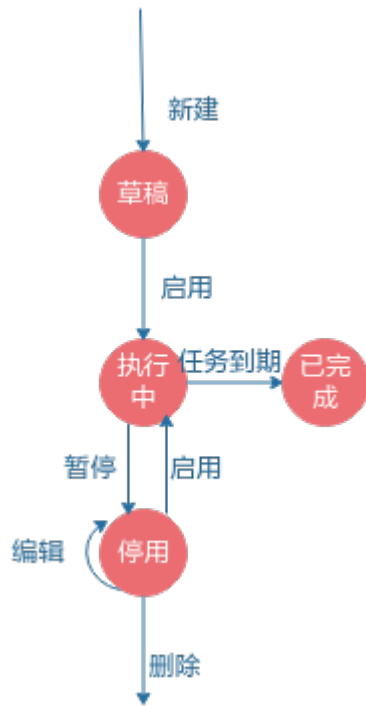 新建
草稿
启用
执行
中
任务到期
已完
成
暂停
启用
编辑
停用
删除